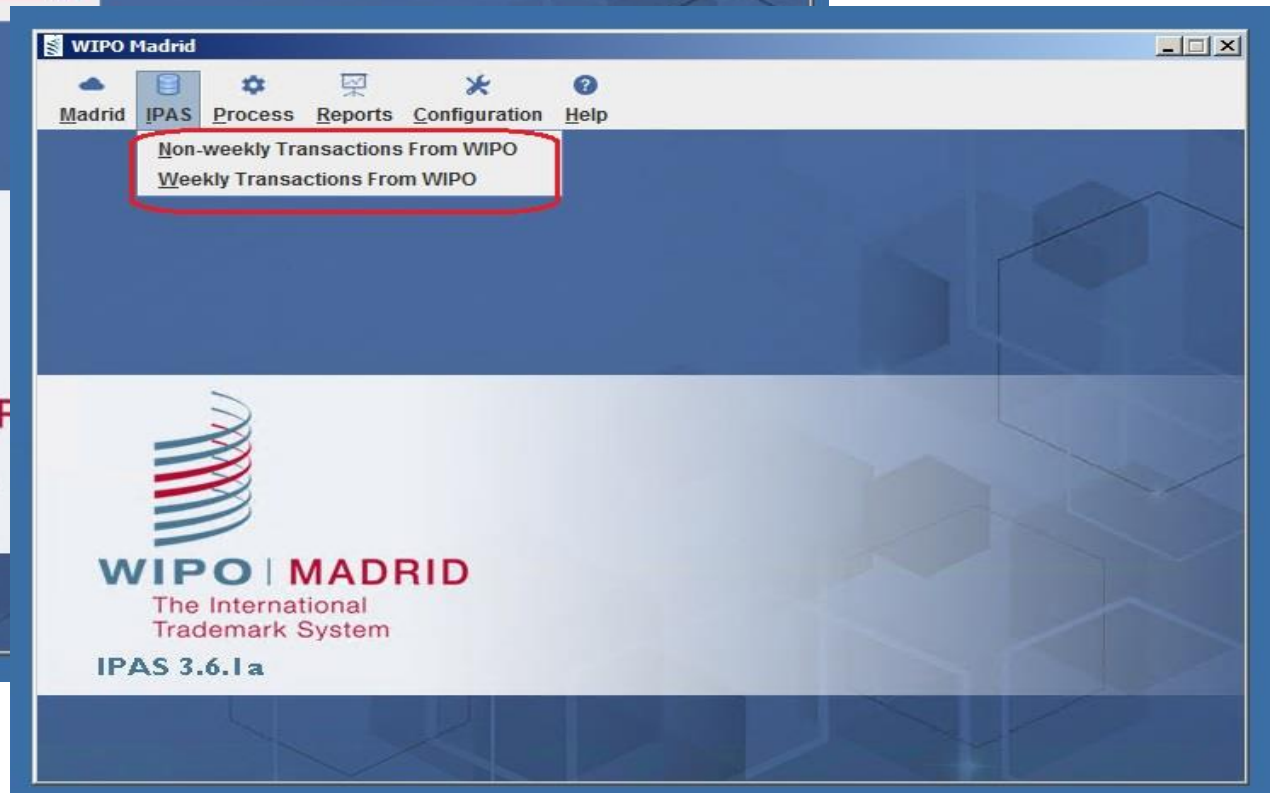 WIPO Madrid
Madrid IPAS Process Reports Configuration Help
Non-weekly Transactions From WIPO
Weekly Transactions From WIPO
WIPO | MADRID
The International
Trademark System
IPAS 3.6.1a